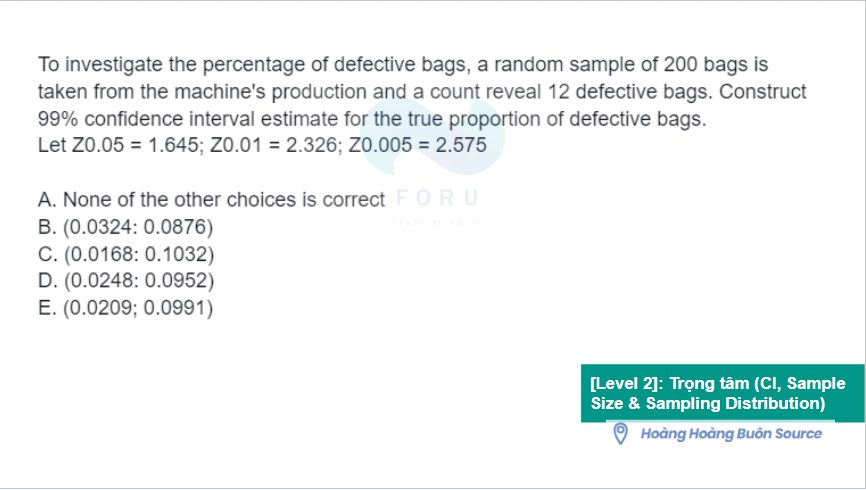 To investigate the percentage of defective bags, a random sample of 200 bags is
taken from the machine's production and a count reveal 12 defective bags. Construct
99% confidence interval estimate for the true proportion of defective bags.
Let Z0.05 = 1.645; Z0.01 = 2.326; Z0.005 = 2.575
A. None of the other choices is correct
FORU
B. (0.0324: 0.0876)
C. (0.0168: 0.1032)
D. (0.0248: 0.0952)
E. (0.0209; 0.0991)
[Level 2]: Trọng tâm (CI, Sample
Size & Sampling Distribution)
Hoàng Hoàng Buôn Source